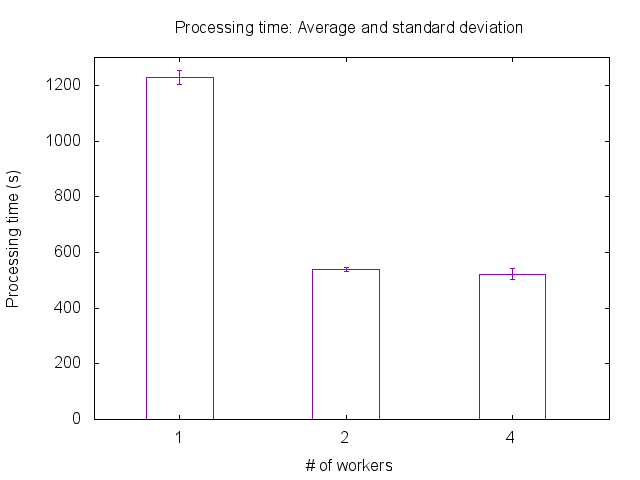 Processing time: Average and standard deviation
1200
1000
800
600
400
200
0
Processing time (s)
1 2 4
# of workers